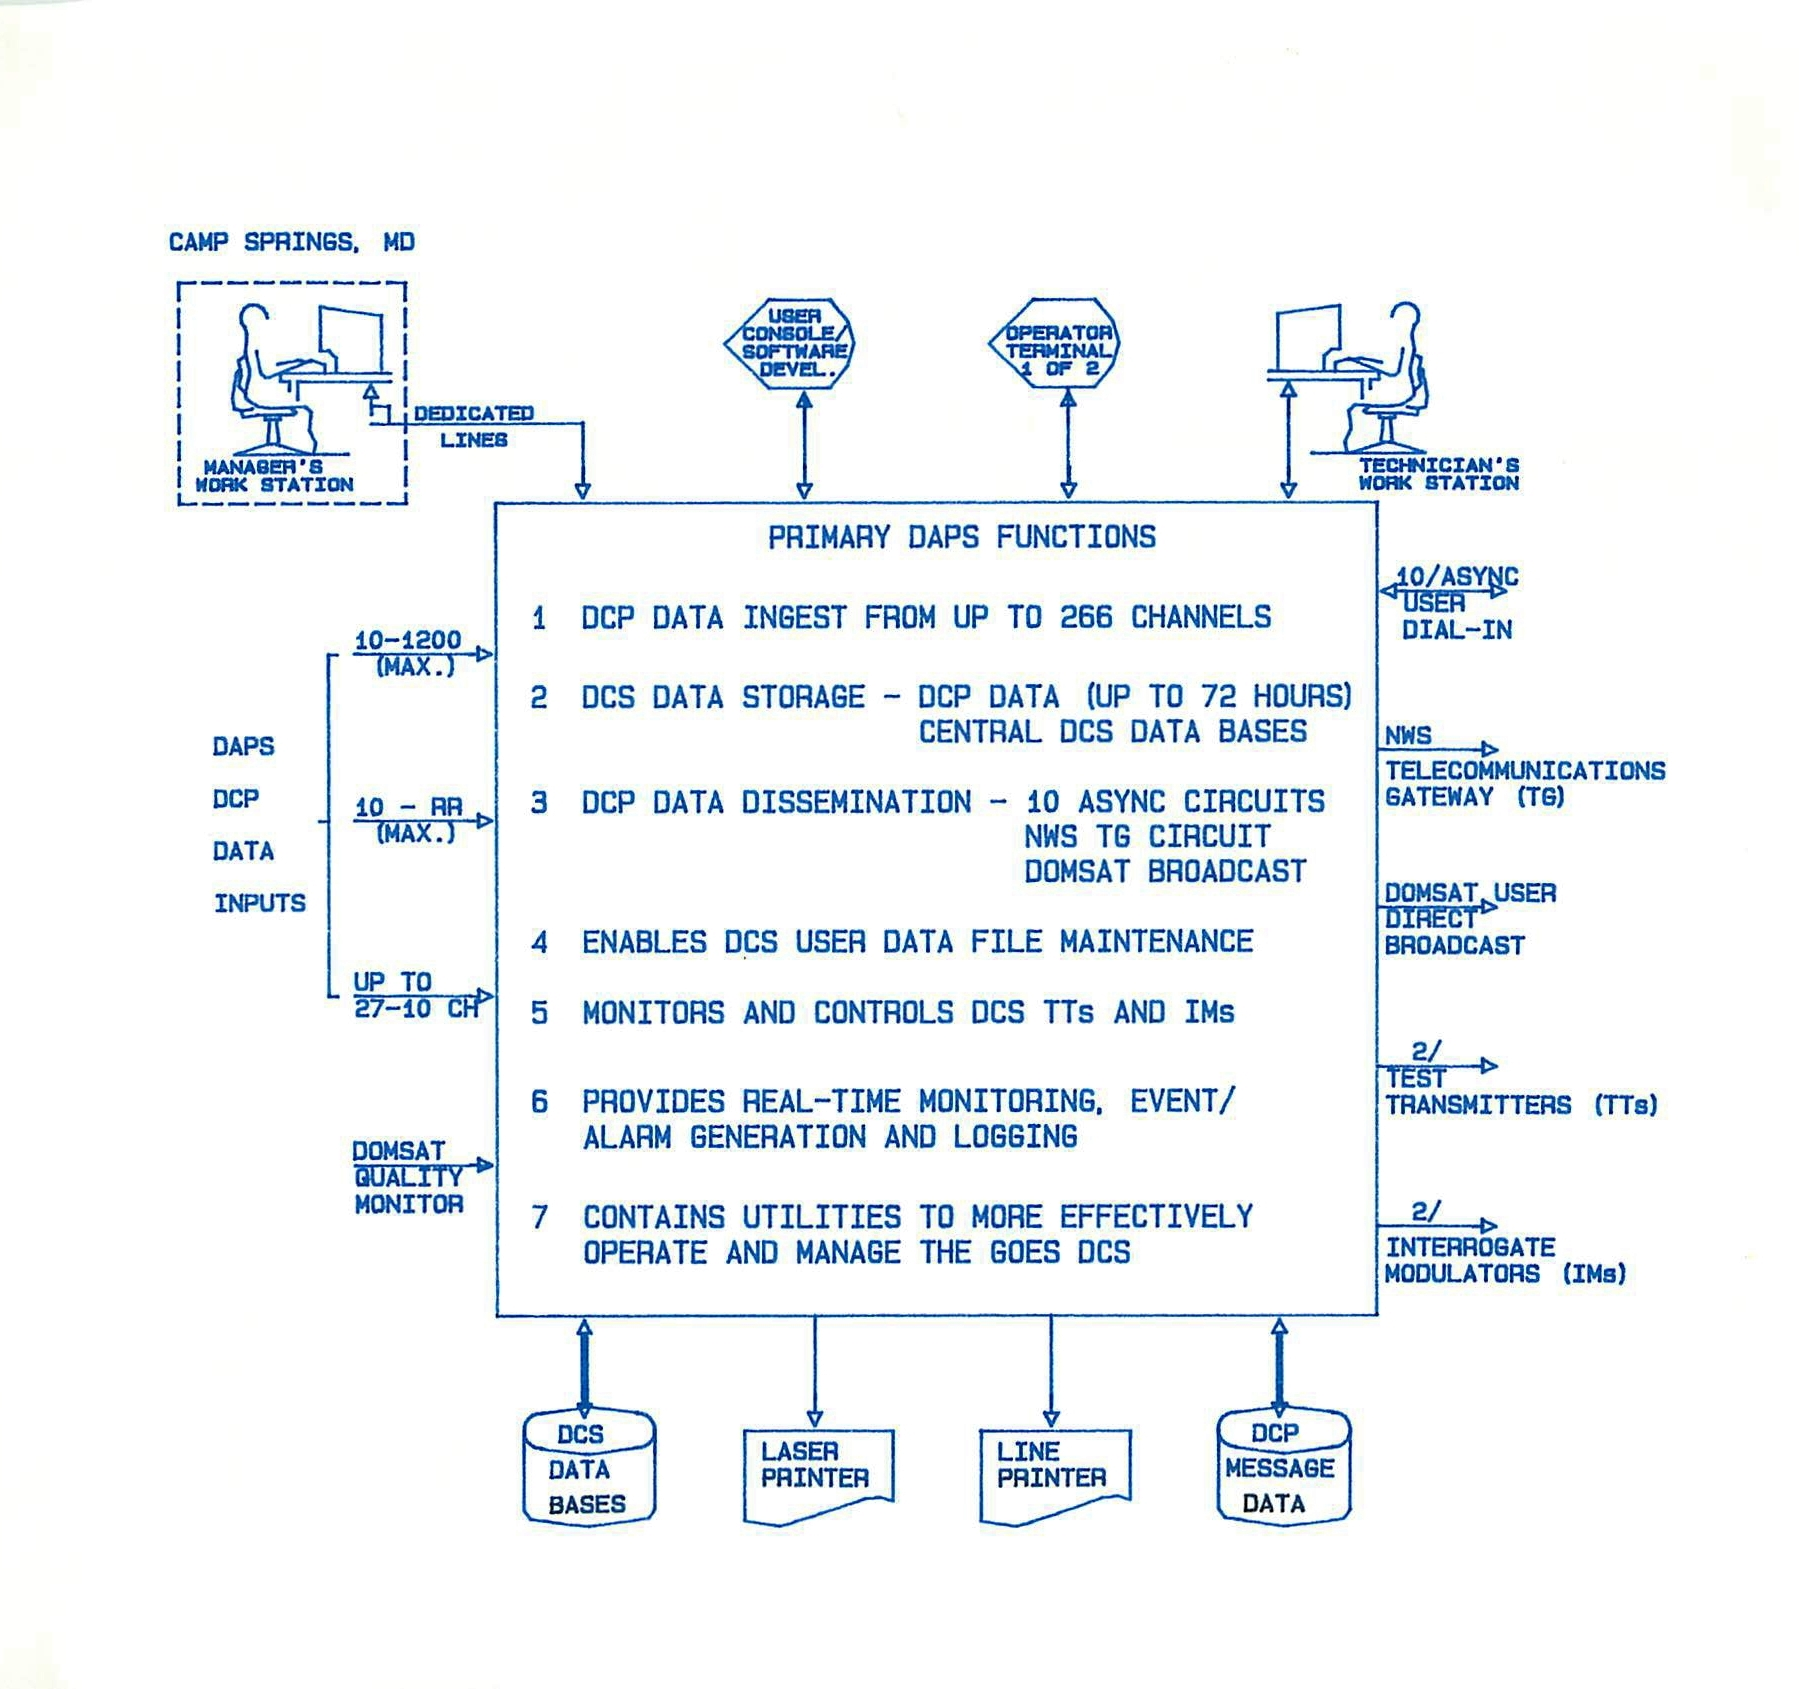 CAMP SPRINGS, MD
MANAGER'S
WORK STATION
DEDICATED
LINES
USER
CONSOLE/
SOFTWARE
DEVEL.
OPERATOR
TERMINAL
1 OF 2
TECHNICIAN'S
WORK STATION
PRIMARY DAPS FUNCTIONS
1 DCP DATA INGEST FROM UP TO 266 CHANNELS
2 DCS DATA STORAGE - DCP DATA (UP TO 72 HOURS)
CENTRAL DCS DATA BASES
3 DCP DATA DISSEMINATION - 10 ASYNC CIRCUITS
NWS TG CIRCUIT
DOMSAT BROADCAST
4 ENABLES DCS USER DATA FILE MAINTENANCE
5 MONITORS AND CONTROLS DCS TTs AND IMs
6 PROVIDES REAL-TIME MONITORING, EVENT/
ALARM GENERATION AND LOGGING
7 CONTAINS UTILITIES TO MORE EFFECTIVELY
OPERATE AND MANAGE THE GOES DCS
DAPS
DCP
DATA
INPUTS
10-1200
(MAX.)
10 - RR
(MAX.)
UP TO
27-10 CH
DOMSAT
QUALITY
MONITOR
10/ASYNC
USER
DIAL-IN
NWS
TELECOMMUNICATIONS
GATEWAY (TG)
DOMSAT USER
DIRECT
BROADCAST
2/
TEST
TRANSMITTERS (TTs)
2/
INTERROGATE
MODULATORS (IMs)
DCS
DATA
BASES
LASER
PRINTER
LINE
PRINTER
DCP
MESSAGE
DATA